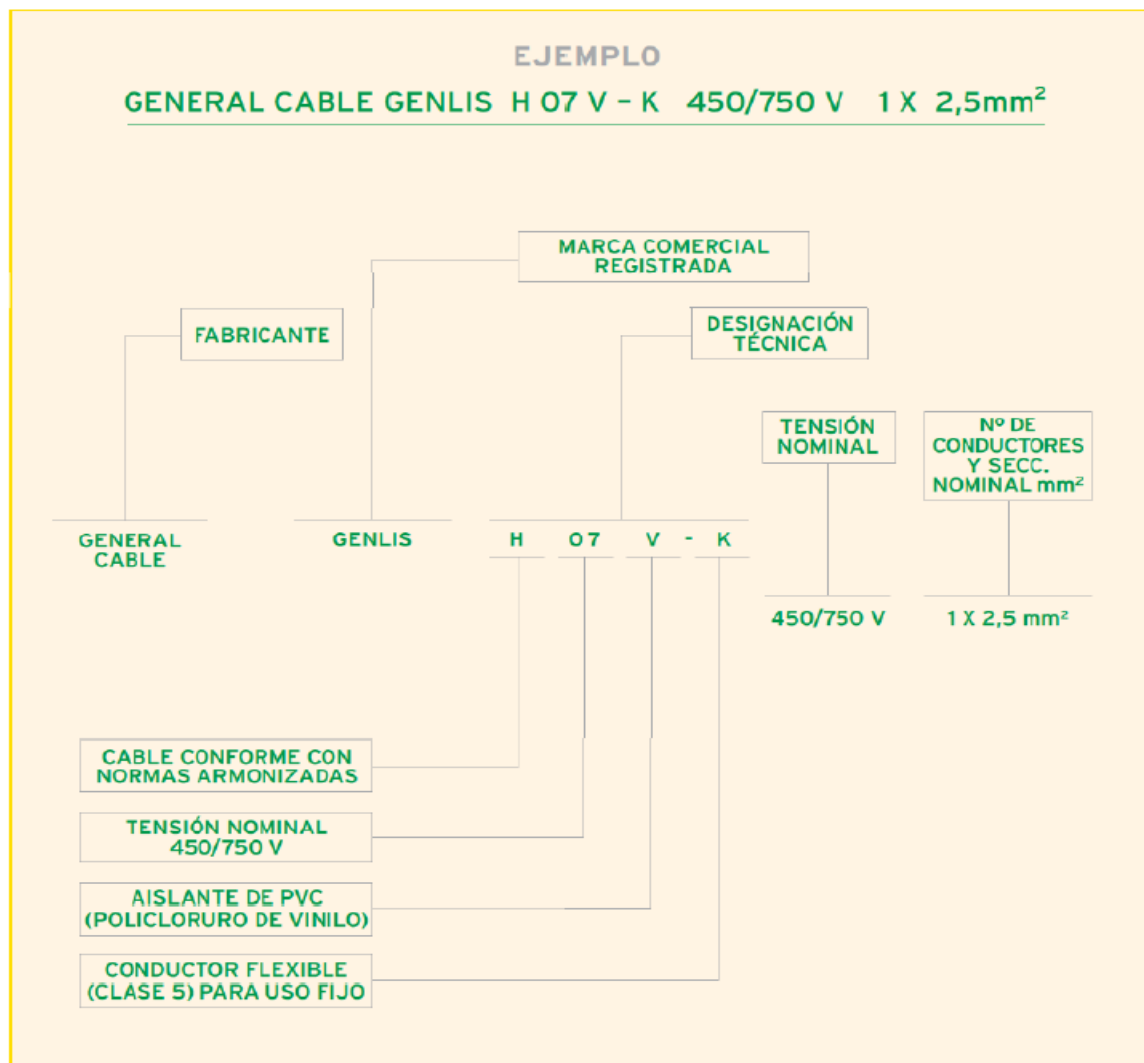 EJEMPLO
GENERAL CABLE GENLIS H 07 V – K 450/750 V 1 X 2,5mm²
MARCA COMERCIAL
REGISTRADA
FABRICANTE
DESIGNACIÓN
TÉCNICA
TENSIÓN
NOMINAL
Nº DE
CONDUCTORES
Y SECC.
NOMINAL mm²
GENERAL
CABLE
GENLIS
H 07 V - K
450/750 V
1 X 2,5 mm²
CABLE CONFORME CON
NORMAS ARMONIZADAS
TENSIÓN NOMINAL
450/750 V
AISLANTE DE PVC
(POLICLORURO DE VINILO)
CONDUCTOR FLEXIBLE
(CLASE 5) PARA USO FIJO